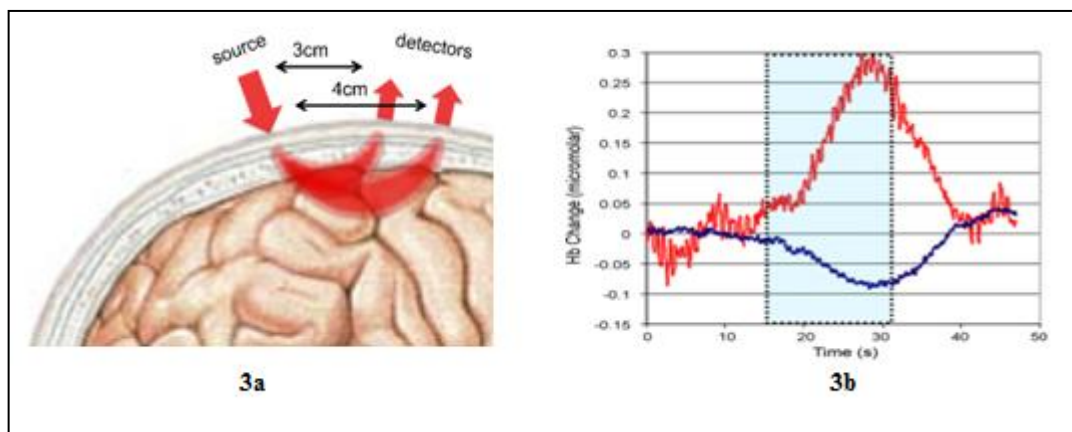 source
3cm
detectors
4cm
3a
Hb Change (micromolar)
0.3
0.25
0.2
0.15
0.1
0.05
0
-0.05
-0.1
-0.15
0 10 20 30 40 50
Time (s)
3b